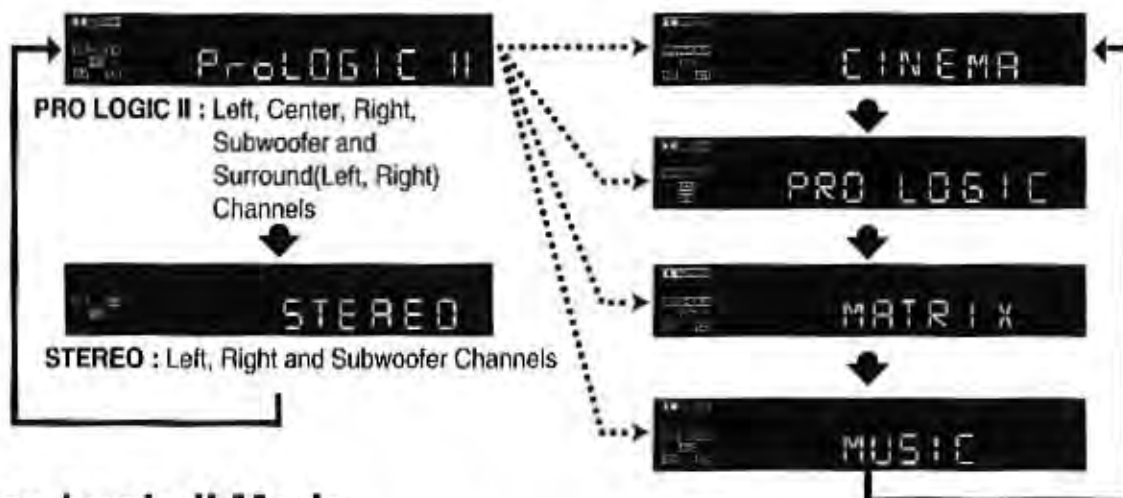 ProLOGIC II
PRO LOGIC II : Left, Center, Right,
Subwoofer and
Surround(Left, Right)
Channels
STEREO
STEREO : Left, Right and Subwoofer Channels
CINEMA
PRO LOGIC
MATRIX
MUSIC